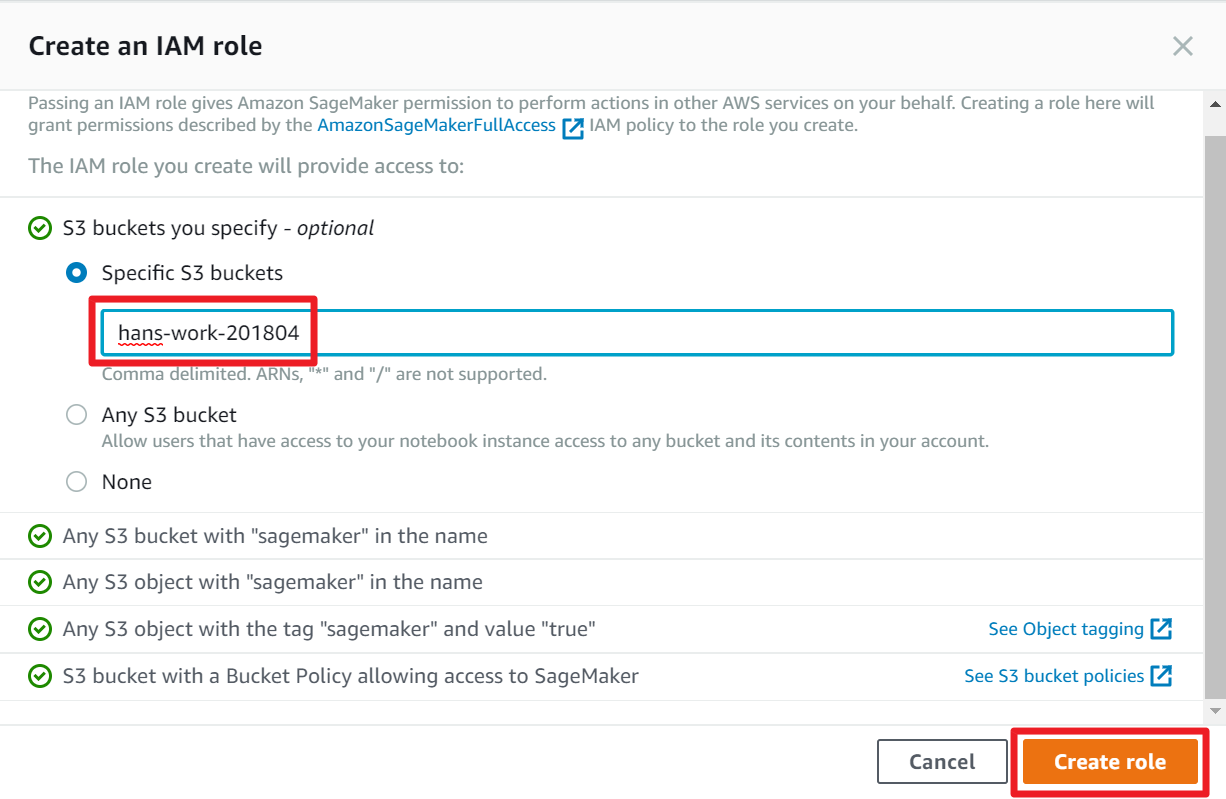 Create an IAM role
Passing an IAM role gives Amazon SageMaker permission to perform actions in other AWS services on your behalf. Creating a role here will
grant permissions described by the AmazonSageMakerFullAccess IAM policy to the role you create.
The IAM role you create will provide access to:
S3 buckets you specify - optional
Specific S3 buckets
hans-work-201804
Comma delimited. ARNs, "*" and "/" are not supported.
Any S3 bucket
Allow users that have access to your notebook instance access to any bucket and its contents in your account.
None
Any S3 bucket with "sagemaker" in the name
Any S3 object with "sagemaker" in the name
Any S3 object with the tag "sagemaker" and value "true" See Object tagging
S3 bucket with a Bucket Policy allowing access to SageMaker See S3 bucket policies
Cancel Create role